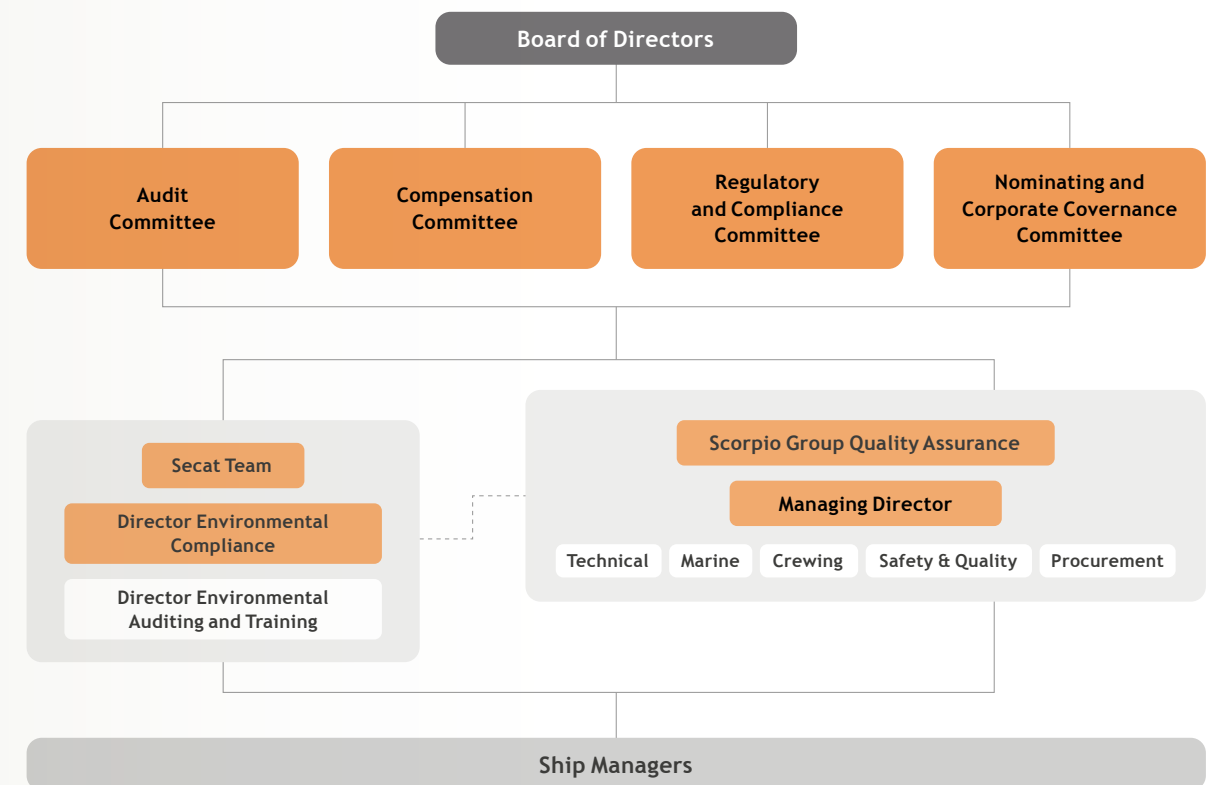 Board of Directors
Audit
Committee
Compensation
Committee
Regulatory
and Compliance
Committee
Nominating and
Corporate Covernance
Committee
Secat Team
Director Environmental
Compliance
Director Environmental
Auditing and Training
Scorpio Group Quality Assurance
Managing Director
Technical
Marine
Crewing
Safety & Quality
Procurement
Ship Managers